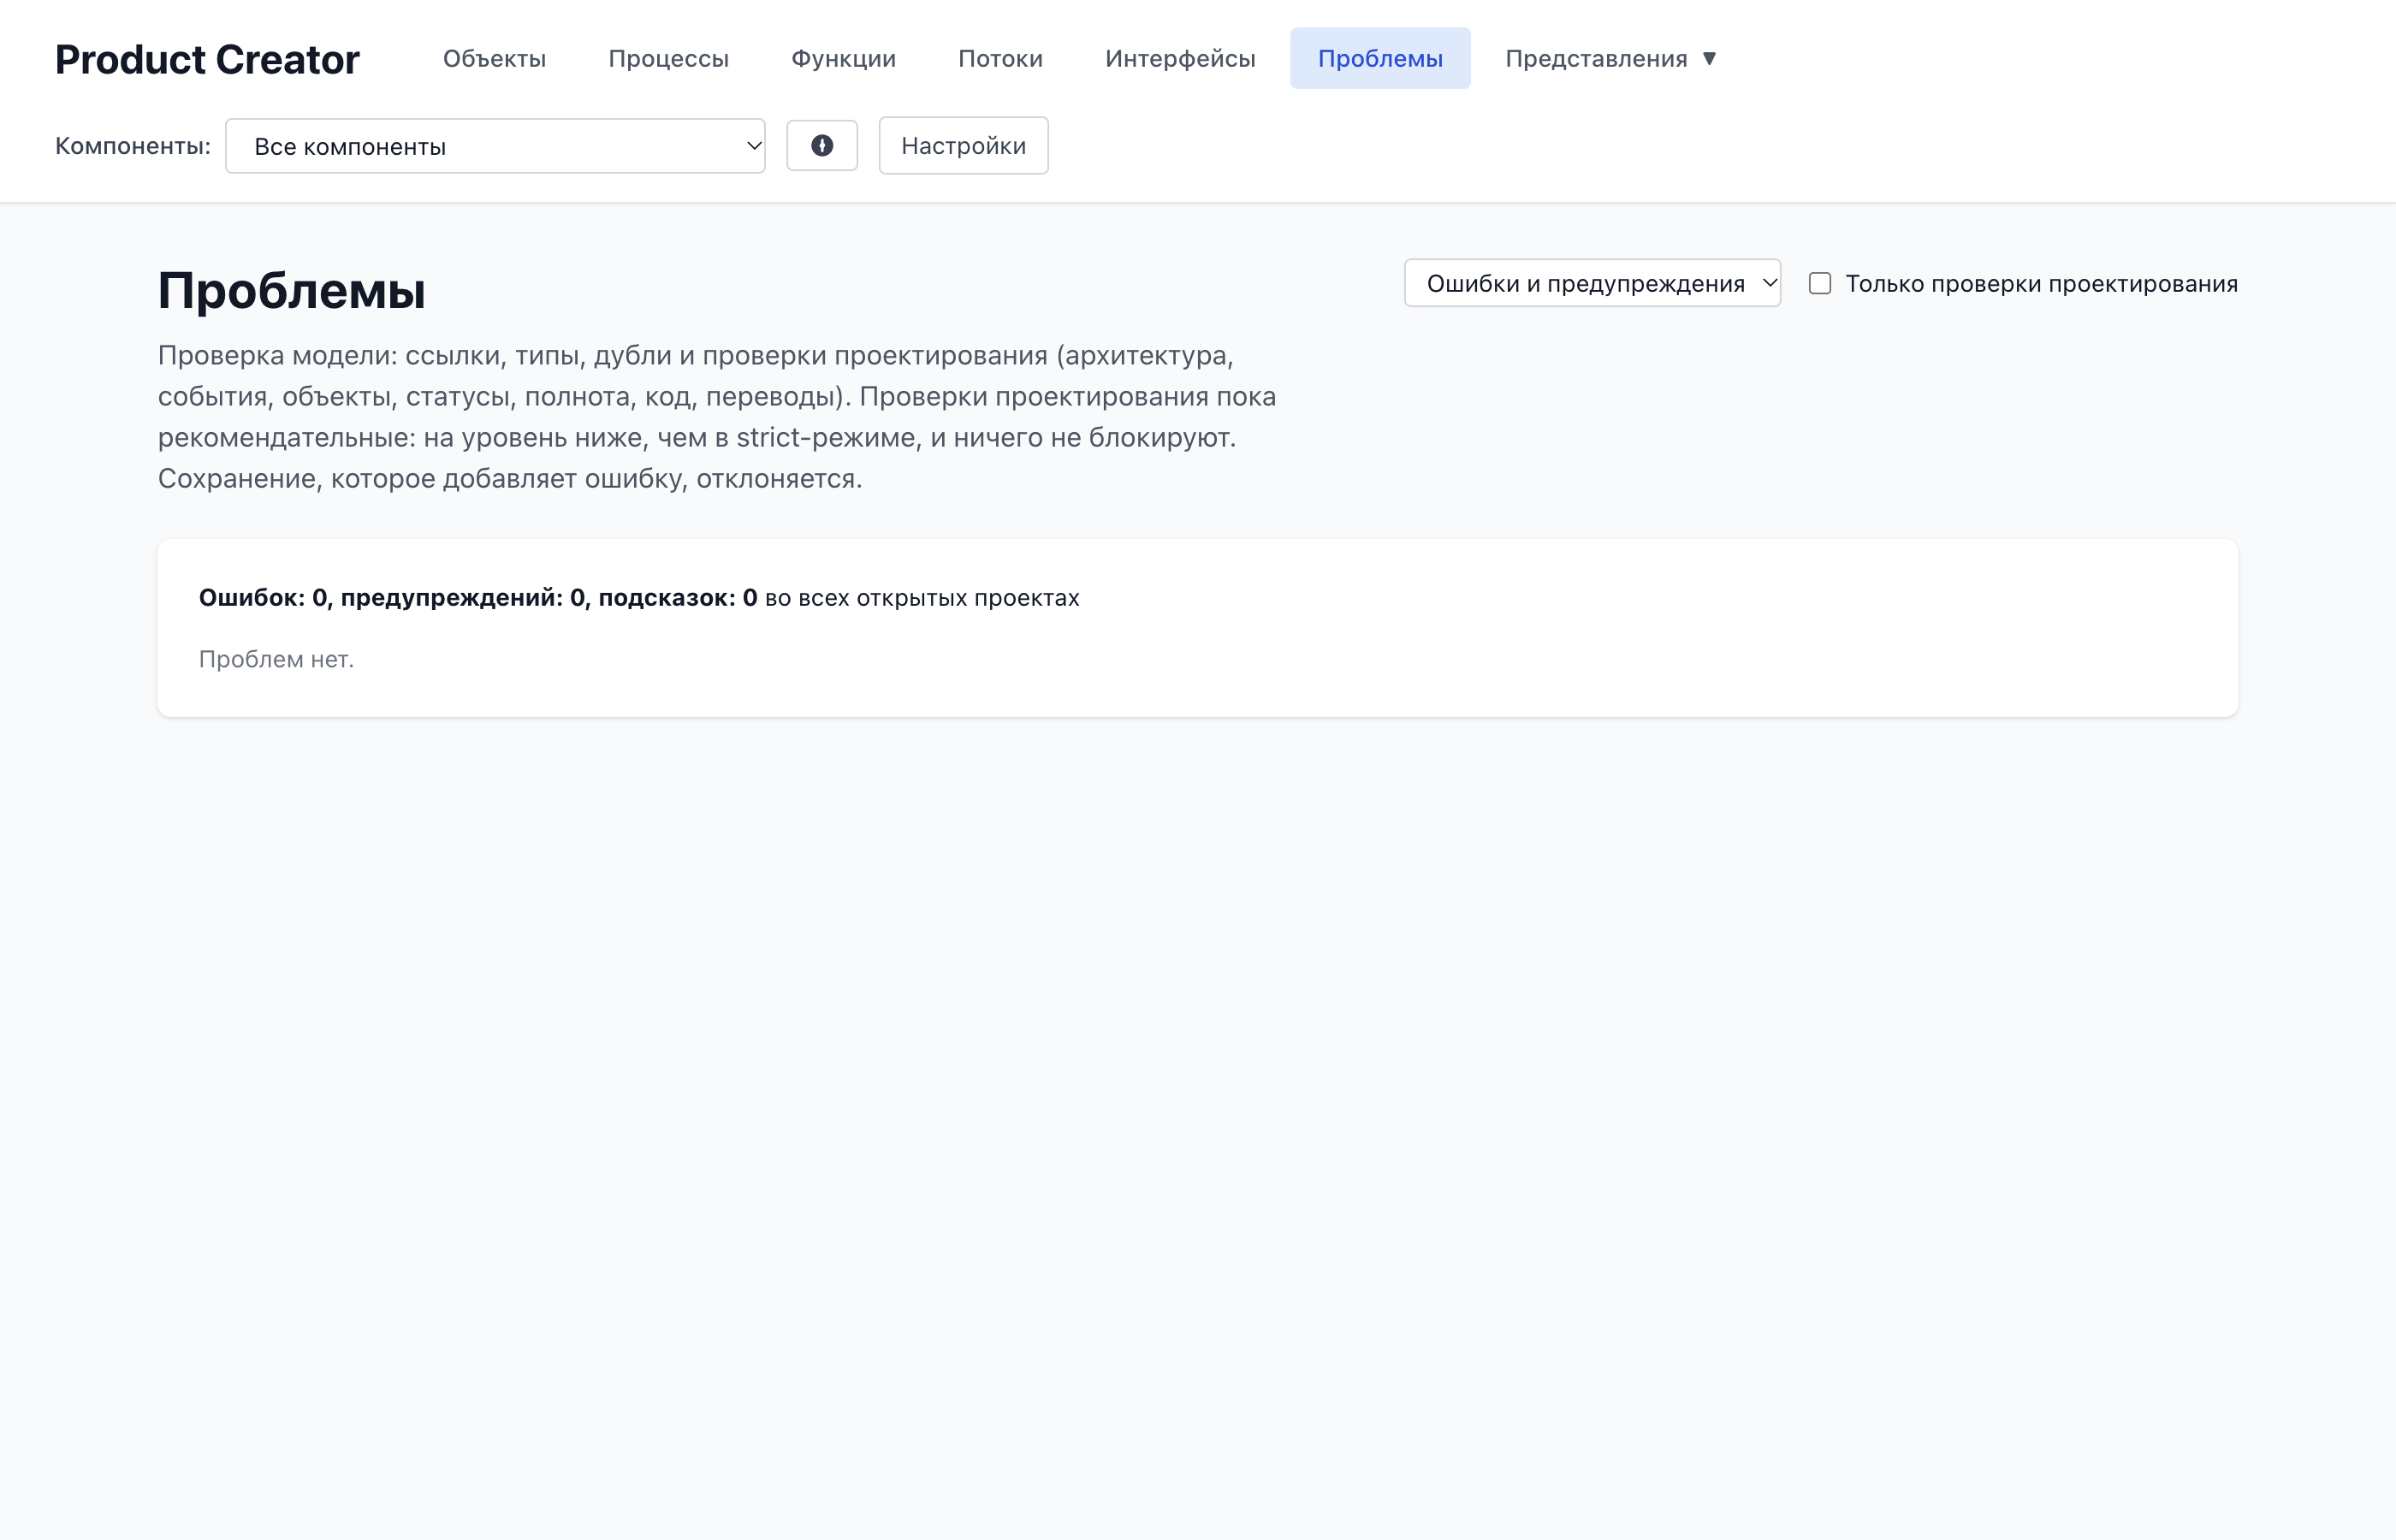 Product Creator
Объекты
Процессы
Функции
Потоки
Интерфейсы
Проблемы
Представления ▼
Компоненты:
Все компоненты
Настройки
Проблемы
Ошибки и предупреждения
Только проверки проектирования
Проверка модели: ссылки, типы, дубли и проверки проектирования (архитектура,
события, объекты, статусы, полнота, код, переводы). Проверки проектирования пока
рекомендательные: на уровень ниже, чем в strict-режиме, и ничего не блокируют.
Сохранение, которое добавляет ошибку, отклоняется.
Ошибок: 0, предупреждений: 0, подсказок: 0 во всех открытых проектах
Проблем нет.